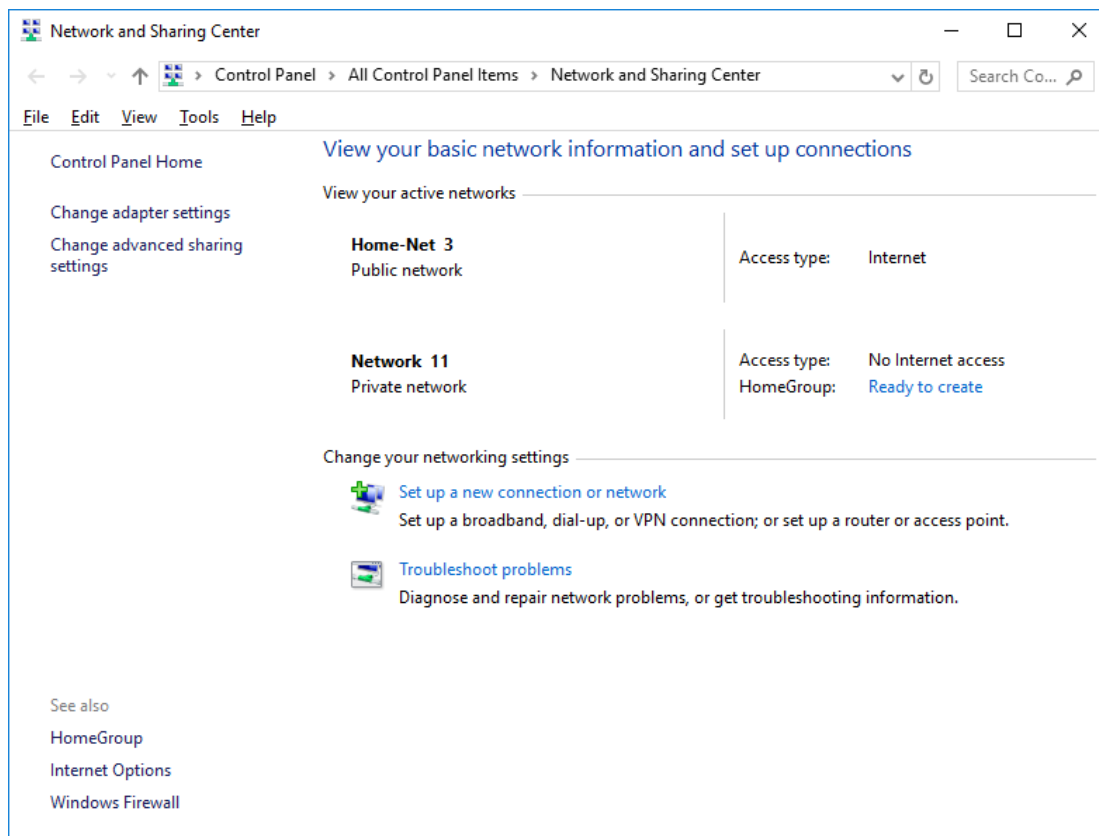 Network and Sharing Center
Control Panel > All Control Panel Items > Network and Sharing Center
Search Co...
File Edit View Tools Help
Control Panel Home
Change adapter settings
Change advanced sharing
settings
View your basic network information and set up connections
View your active networks
Home-Net 3
Public network
Access type: Internet
Network 11
Private network
Access type: No Internet access
HomeGroup: Ready to create
Change your networking settings
Set up a new connection or network
Set up a broadband, dial-up, or VPN connection; or set up a router or access point.
Troubleshoot problems
Diagnose and repair network problems, or get troubleshooting information.
See also
HomeGroup
Internet Options
Windows Firewall